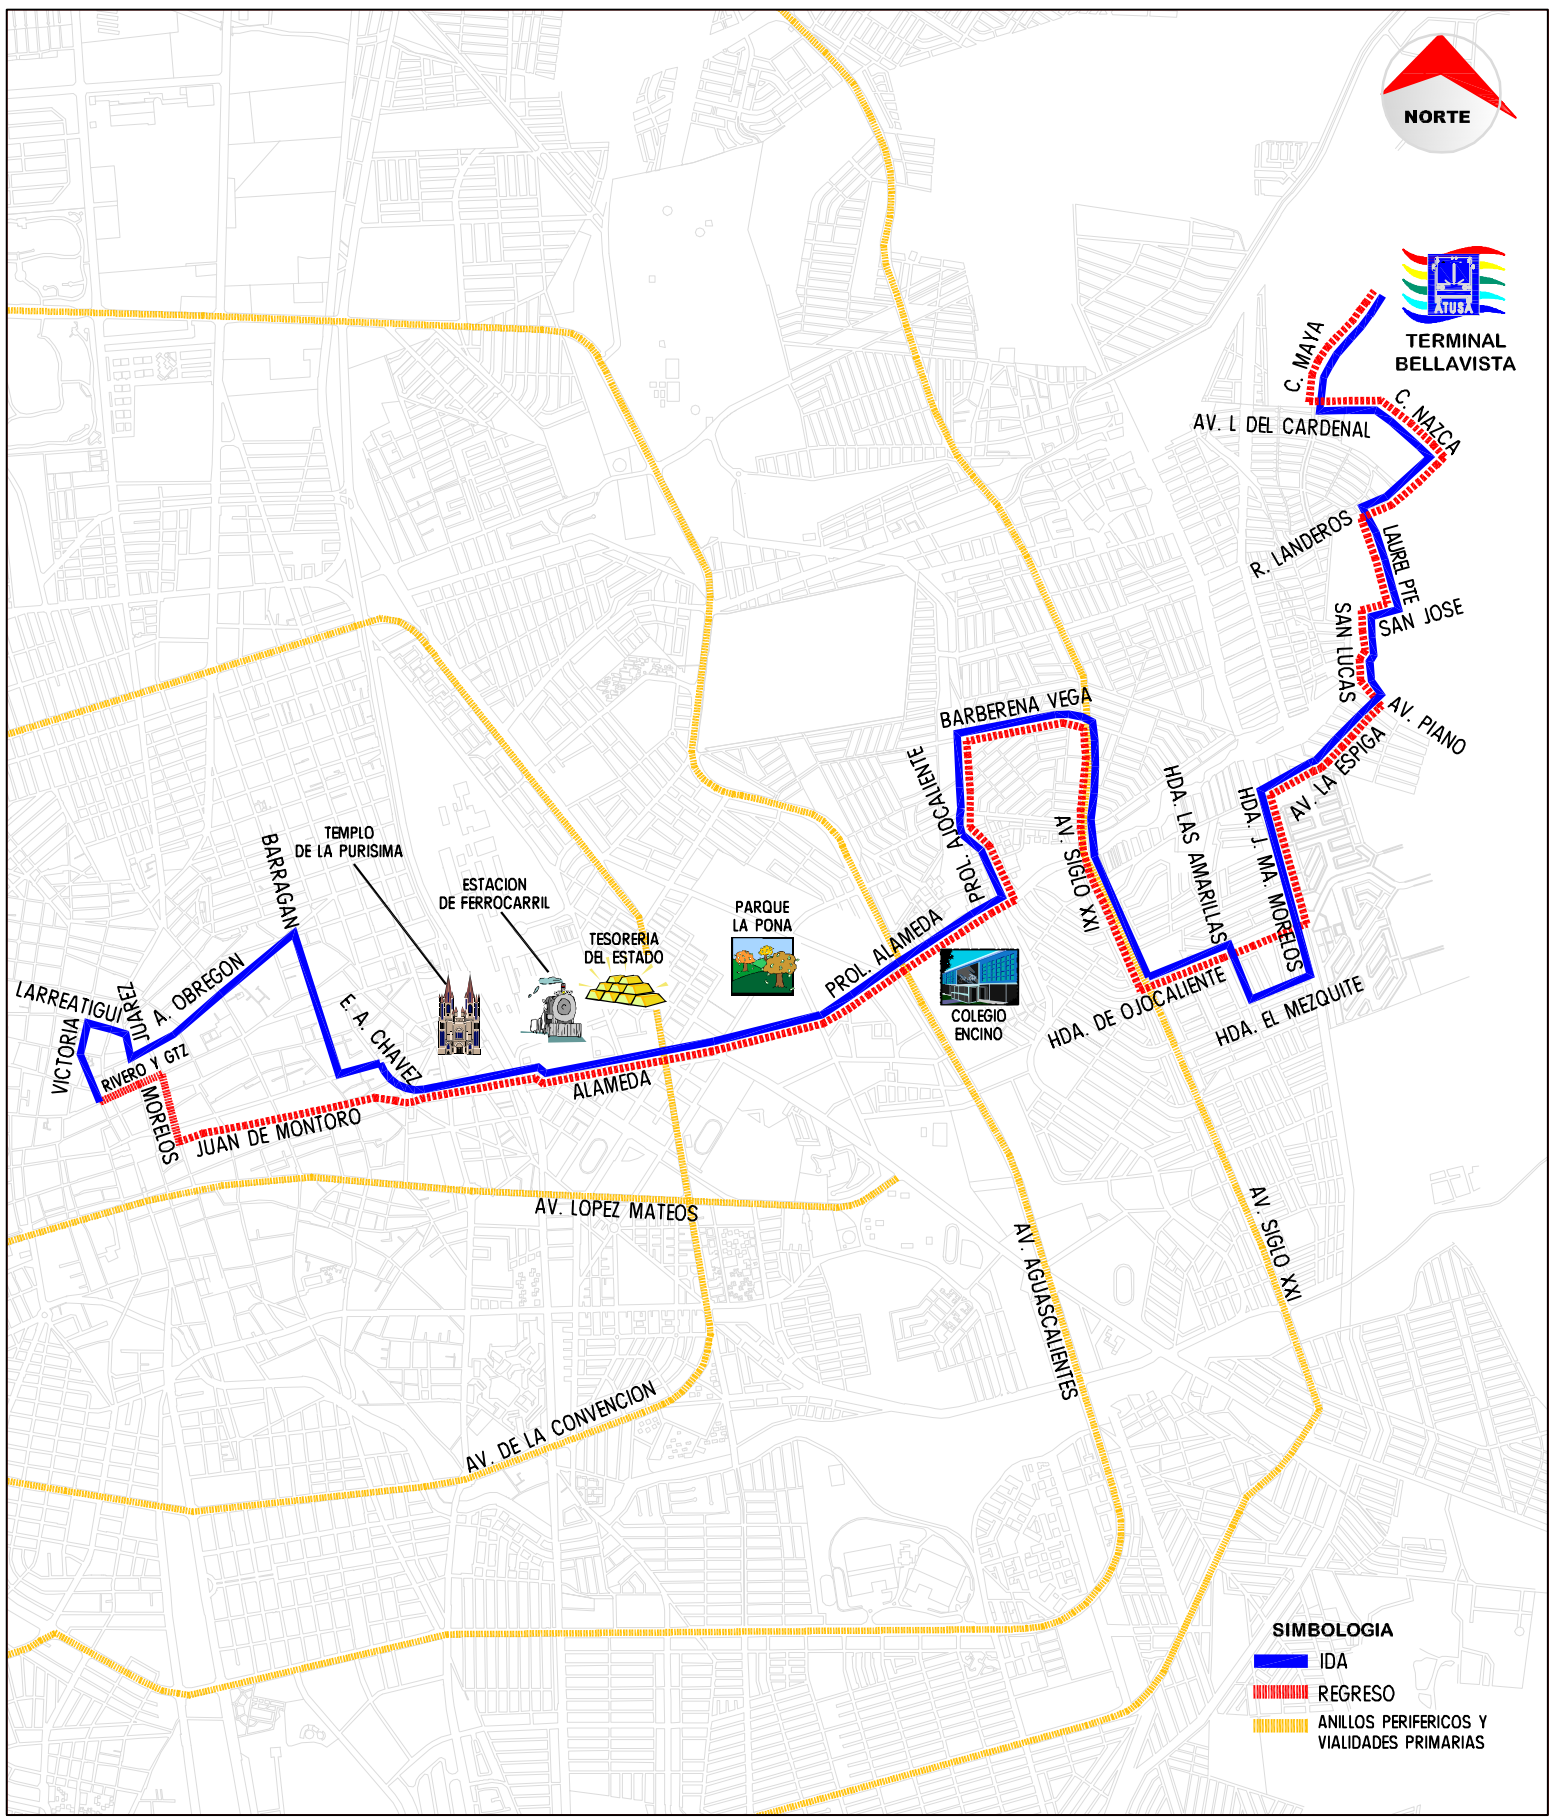 NORTE
ATUSA
TERMINAL
BELLAVISTA
C. MAYA
C. NAZCA
AV. L DEL CARDENAL
R. LANDEROS
LAUREL PTE
SAN JOSE
SAN LUCAS
AV. PIANO
AV. LA ESPIGA
BARBERENA VEGA
PROL. AJOCALIENTE
HDA. LAS AMARILLAS
HDA. J. MA. MORELOS
AV. SIGLO XXI
TEMPLO
DE LA PURISIMA
BARRAGAN
ESTACION
DE FERROCARRIL
PARQUE
LA PONA
TESORERIA
DEL ESTADO
PROL. ALAMEDA
A. OBREGON
LARREATIGUI
JUAREZ
E. A. CHAVEZ
COLEGIO
ENCINO
HDA. DE OJOCALIENTE
HDA. EL MEZQUITE
VICTORIA
RIVERO Y GTZ
MORELOS
JUAN DE MONTORO
ALAMEDA
AV. LOPEZ MATEOS
AV. SIGLO XXI
AV. AGUASCALIENTES
AV. DE LA CONVENCION
SIMBOLOGIA
IDA
REGRESO
ANILLOS PERIFERICOS Y
VIALIDADES PRIMARIAS